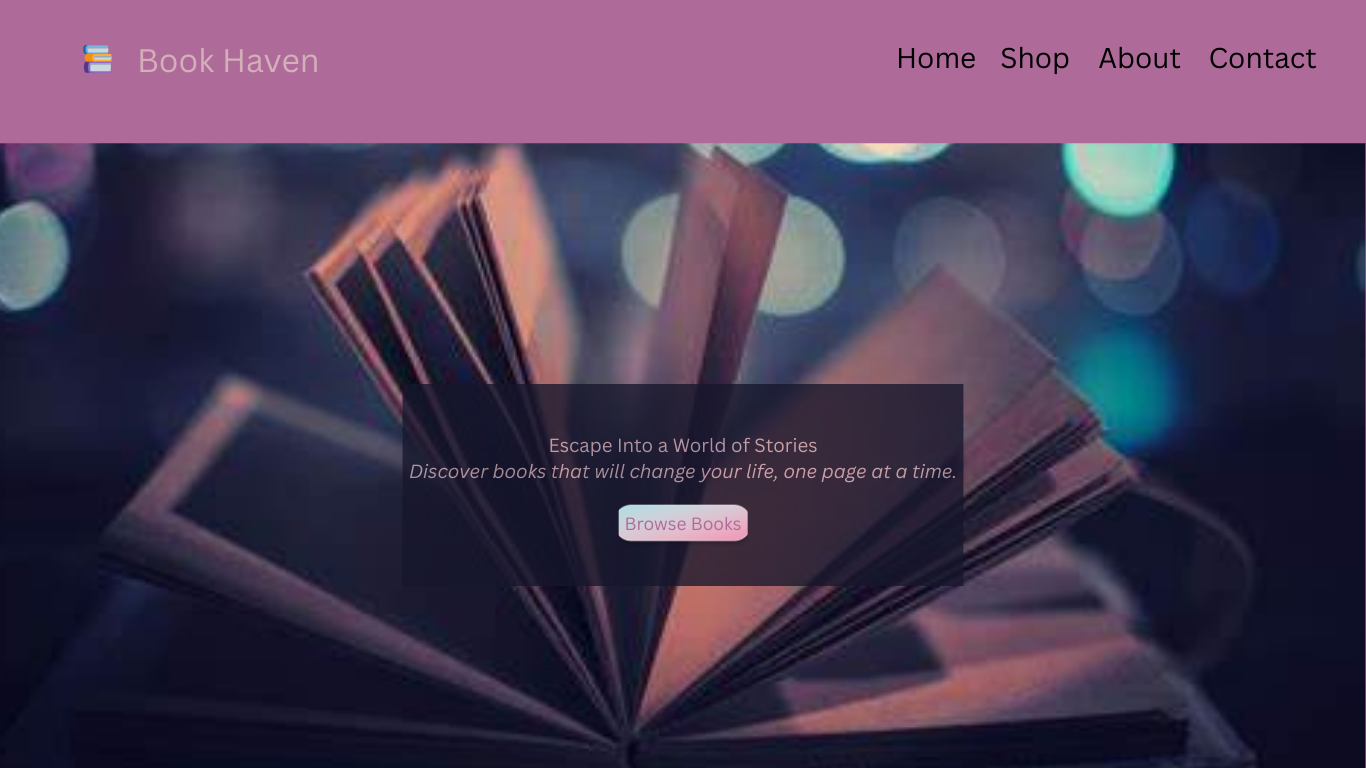 Book Haven
Home Shop About Contact
Escape Into a World of Stories
Discover books that will change your life, one page at a time.
Browse Books